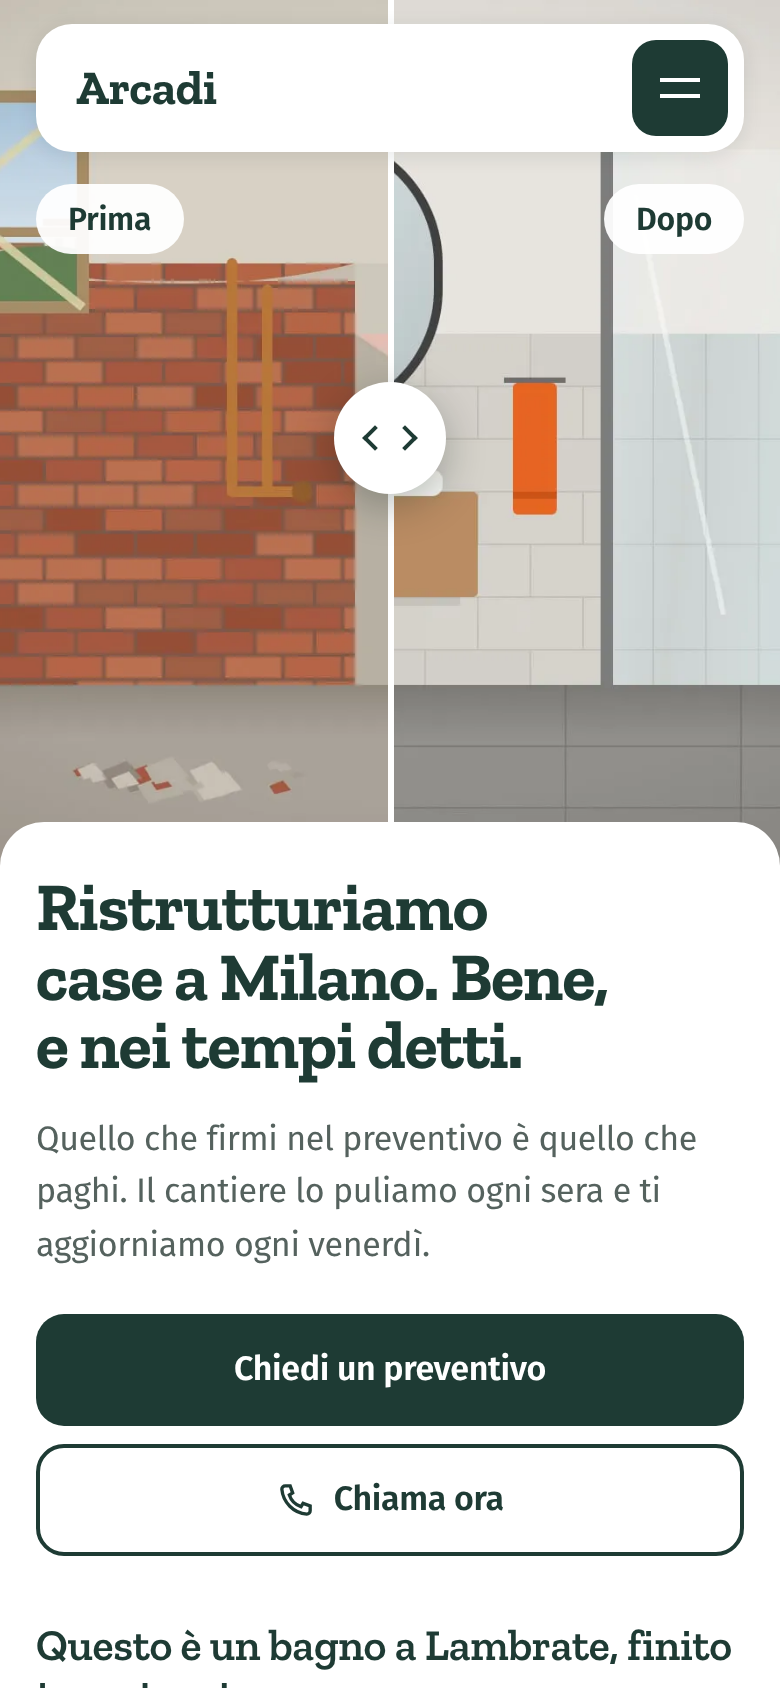 Arcadi
Prima
Dopo
Ristrutturiamo
case a Milano. Bene,
e nei tempi detti.
Quello che firmi nel preventivo è quello che
paghi. Il cantiere lo puliamo ogni sera e ti
aggiorniamo ogni venerdì.
Chiedi un preventivo
Chiama ora
Questo è un bagno a Lambrate, finito